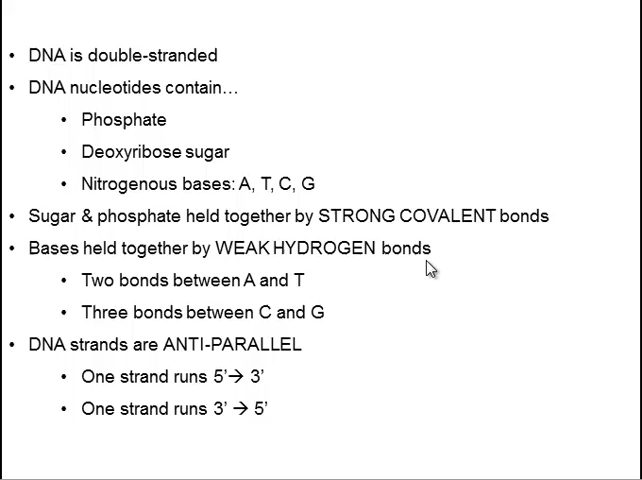 • DNA is double-stranded
• DNA nucleotides contain…
• Phosphate
• Deoxyribose sugar
• Nitrogenous bases: A, T, C, G
• Sugar & phosphate held together by STRONG COVALENT bonds
• Bases held together by WEAK HYDROGEN bonds
• Two bonds between A and T
• Three bonds between C and G
• DNA strands are ANTI-PARALLEL
• One strand runs 5’→ 3’
• One strand runs 3’ → 5’